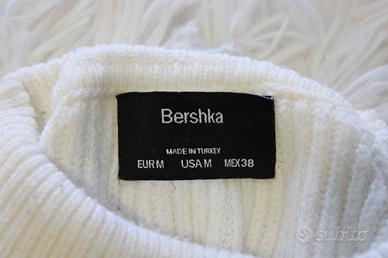 Bershka
MADE IN TURKEY
EUR M USA M MEX 38
subito